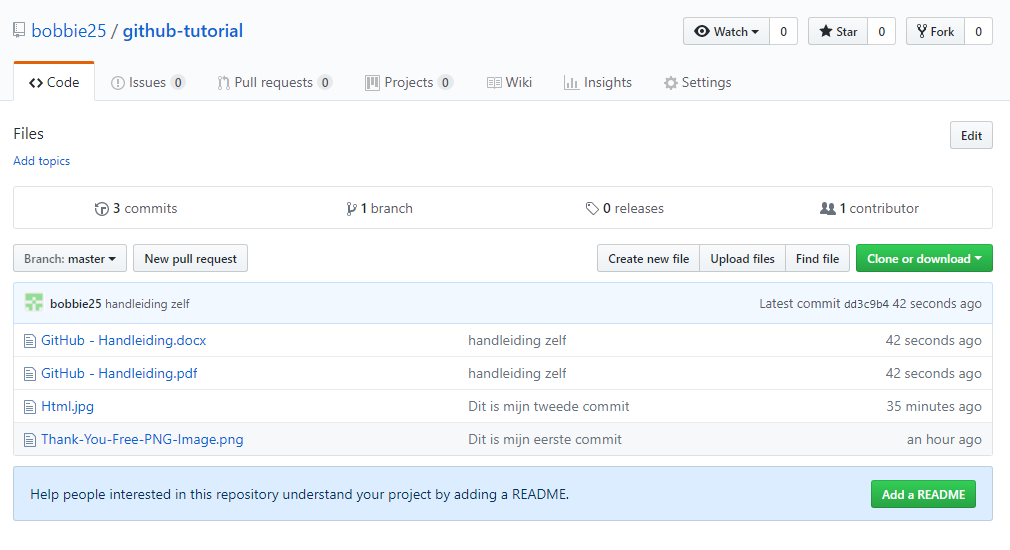 bobbie25 / github-tutorial Watch 0 Star 0 Fork 0
Code Issues 0 Pull requests 0 Projects 0 Wiki Insights Settings
Files Edit
Add topics
3 commits 1 branch 0 releases 1 contributor
Branch: master New pull request Create new file Upload files Find file Clone or download
bobbie25 handleiding zelf Latest commit dd3c9b4 42 seconds ago
GitHub - Handleiding.docx handleiding zelf 42 seconds ago
GitHub - Handleiding.pdf handleiding zelf 42 seconds ago
Html.jpg Dit is mijn tweede commit 35 minutes ago
Thank-You-Free-PNG-Image.png Dit is mijn eerste commit an hour ago
Help people interested in this repository understand your project by adding a README. Add a README